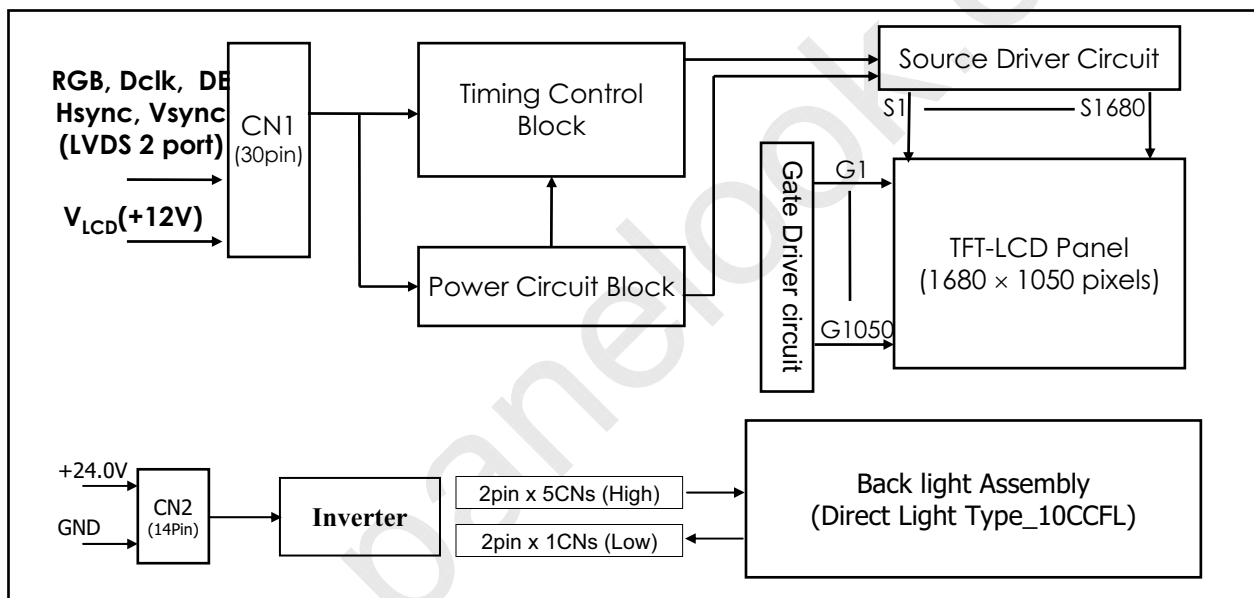 RGB, Dclk, DE
Hsync, Vsync
(LVDS 2 port)
V_LCD(+12V)
CN1
(30pin)
Timing Control
Block
Power Circuit Block
Source Driver Circuit
S1
S1680
Gate Driver circuit
G1
G1050
TFT-LCD Panel
(1680 × 1050 pixels)
+24.0V
GND
CN2
(14Pin)
Inverter
2pin x 5CNs (High)
2pin x 1CNs (Low)
Back light Assembly
(Direct Light Type_10CCFL)
panelook.c